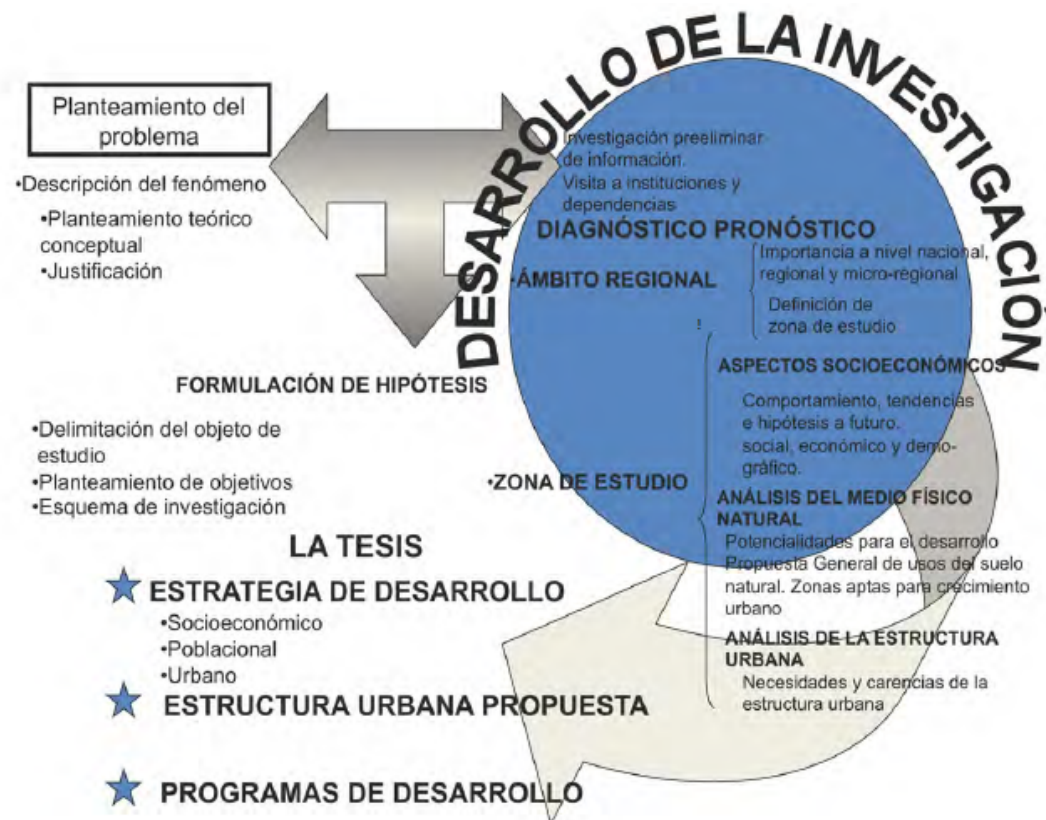 DESARROLLO DE LA INVESTIGACIÓN
Planteamiento del
problema
•Descripción del fenómeno
•Planteamiento teórico
conceptual
•Justificación
Investigación preeliminar
de información.
Visita a instituciones y
dependencias
DIAGNÓSTICO PRONÓSTICO
•ÁMBITO REGIONAL
Importancia a nivel nacional,
regional y micro-regional
Definición de
zona de estudio
!
FORMULACIÓN DE HIPÓTESIS
•Delimitación del objeto de
estudio
•Planteamiento de objetivos
•Esquema de investigación
•ZONA DE ESTUDIO
ASPECTOS SOCIOECONÓMICOS
Comportamiento, tendencias
e hipótesis a futuro.
social, económico y demo-
gráfico.
ANÁLISIS DEL MEDIO FÍSICO
NATURAL
Potencialidades para el desarrollo
Propuesta General de usos del suelo
natural. Zonas aptas para crecimiento
urbano
ANÁLISIS DE LA ESTRUCTURA
URBANA
Necesidades y carencias de la
estructura urbana
LA TESIS
ESTRATEGIA DE DESARROLLO
•Socioeconómico
•Poblacional
•Urbano
ESTRUCTURA URBANA PROPUESTA
PROGRAMAS DE DESARROLLO